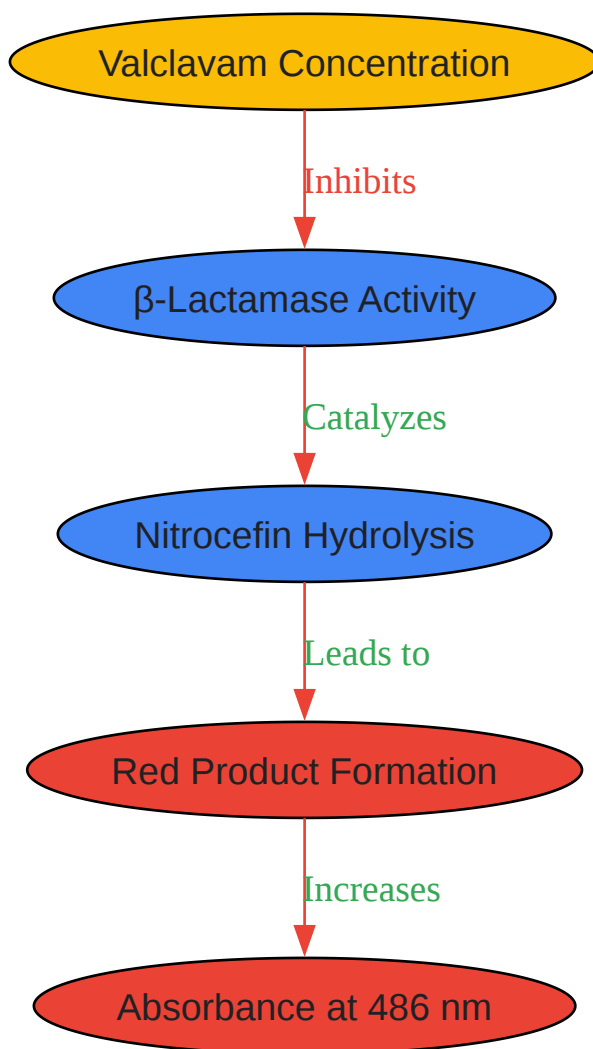 Valclavam Concentration
Inhibits
β-Lactamase Activity
Catalyzes
Nitrocefin Hydrolysis
Leads to
Red Product Formation
Increases
Absorbance at 486 nm